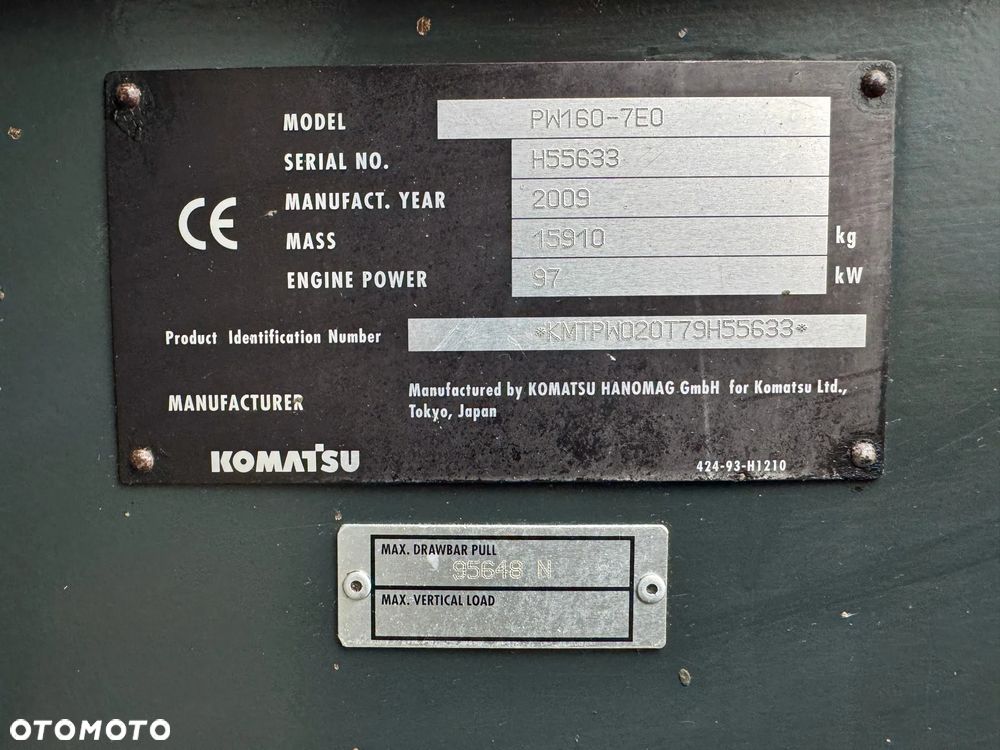 MODEL PW160-7E0
SERIAL NO. H55633
MANUFACT. YEAR 2009
CE
MASS 15910 kg
ENGINE POWER 97 kW
Product Identification Number *KMTPW020T79H55633*
MANUFACTURER Manufactured by KOMATSU HANOMAG GmbH for Komatsu Ltd.,
Tokyo, Japan
KOMATSU 424-93-H1210
MAX. DRAWBAR PULL
95648 N
MAX. VERTICAL LOAD
OTOMOTO